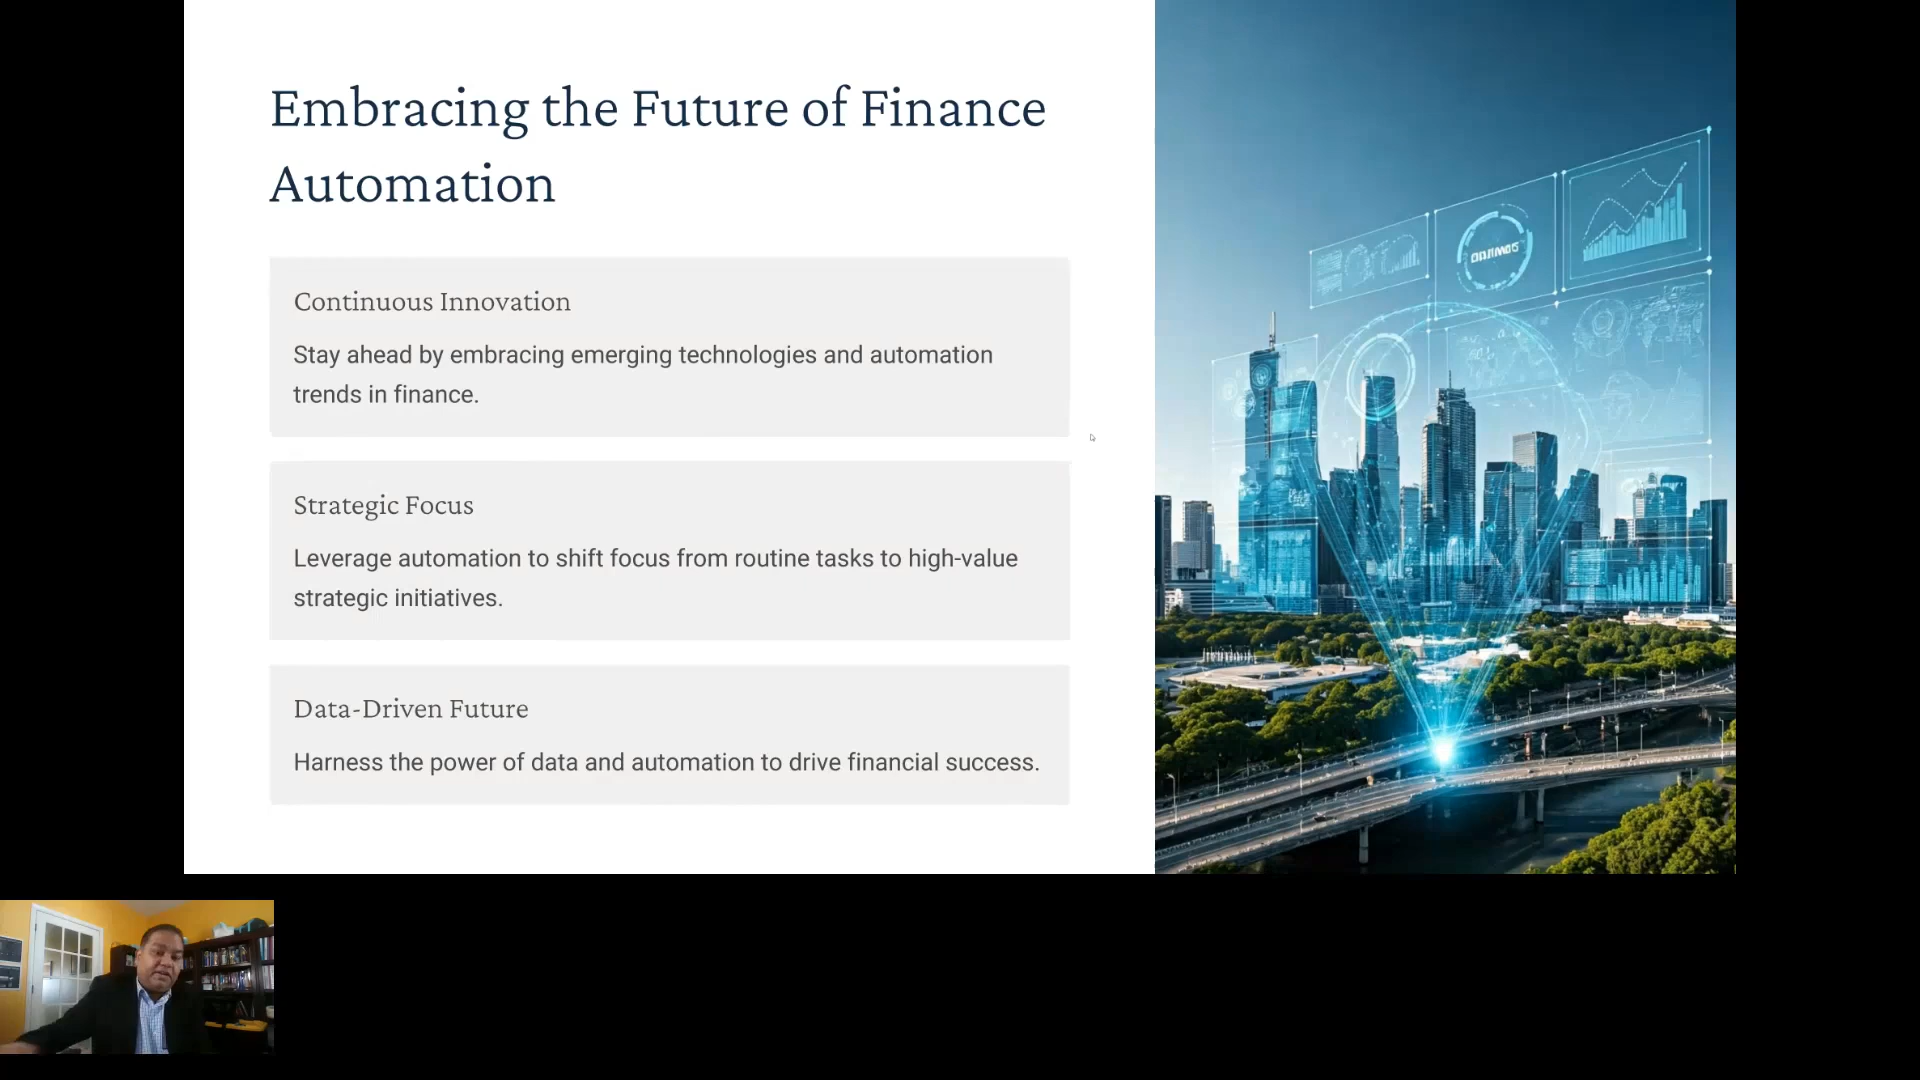 Embracing the Future of Finance
Automation
Continuous Innovation
Stay ahead by embracing emerging technologies and automation
trends in finance.
Strategic Focus
Leverage automation to shift focus from routine tasks to high-value
strategic initiatives.
Data-Driven Future
Harness the power of data and automation to drive financial success.